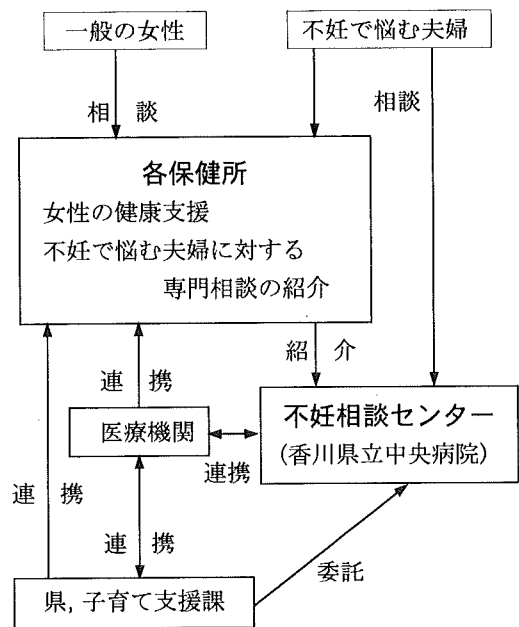 一般の女性
不妊で悩む夫婦
相 談
相談
各保健所
女性の健康支援
不妊で悩む夫婦に対する
専門相談の紹介
紹 介
連 携
医療機関
不妊相談センター
(香川県立中央病院)
連携
連 携
連 携
委託
県, 子育て支援課